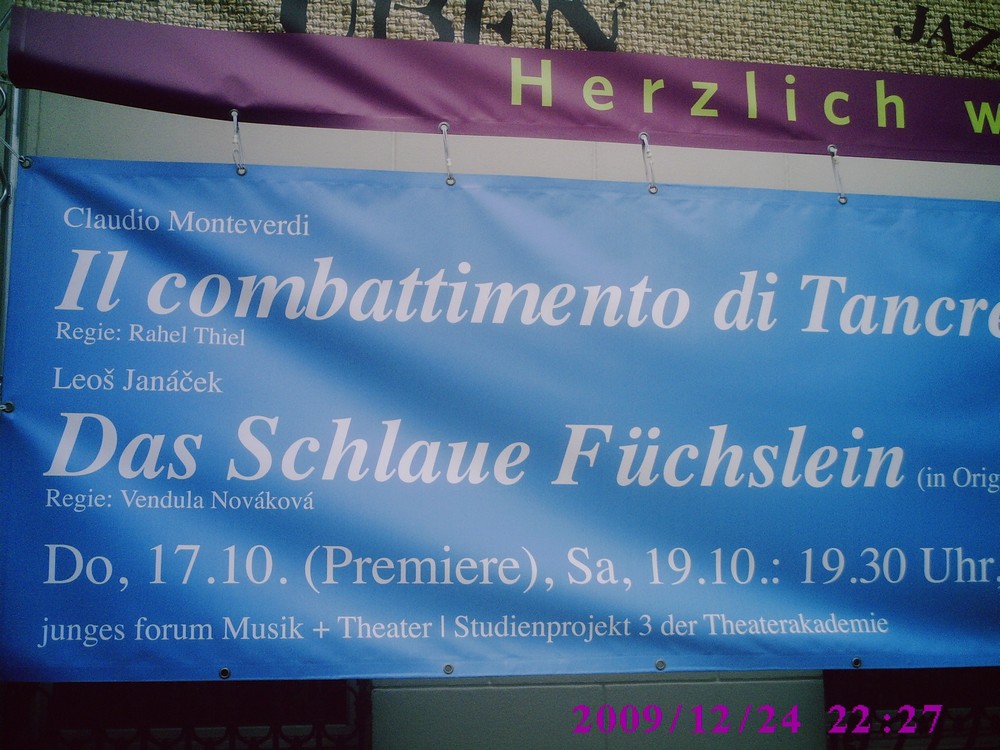 JAZ
Herzlich w
Claudio Monteverdi
Il combattimento di Tancre
Regie: Rahel Thiel
Leoš Janáček
Das Schlaue Füchslein (in Orig
Regie: Vendula Nováková
Do, 17.10. (Premiere), Sa, 19.10.: 19.30 Uhr,
junges forum Musik + Theater | Studienprojekt 3 der Theaterakademie
2009/12/24 22:27